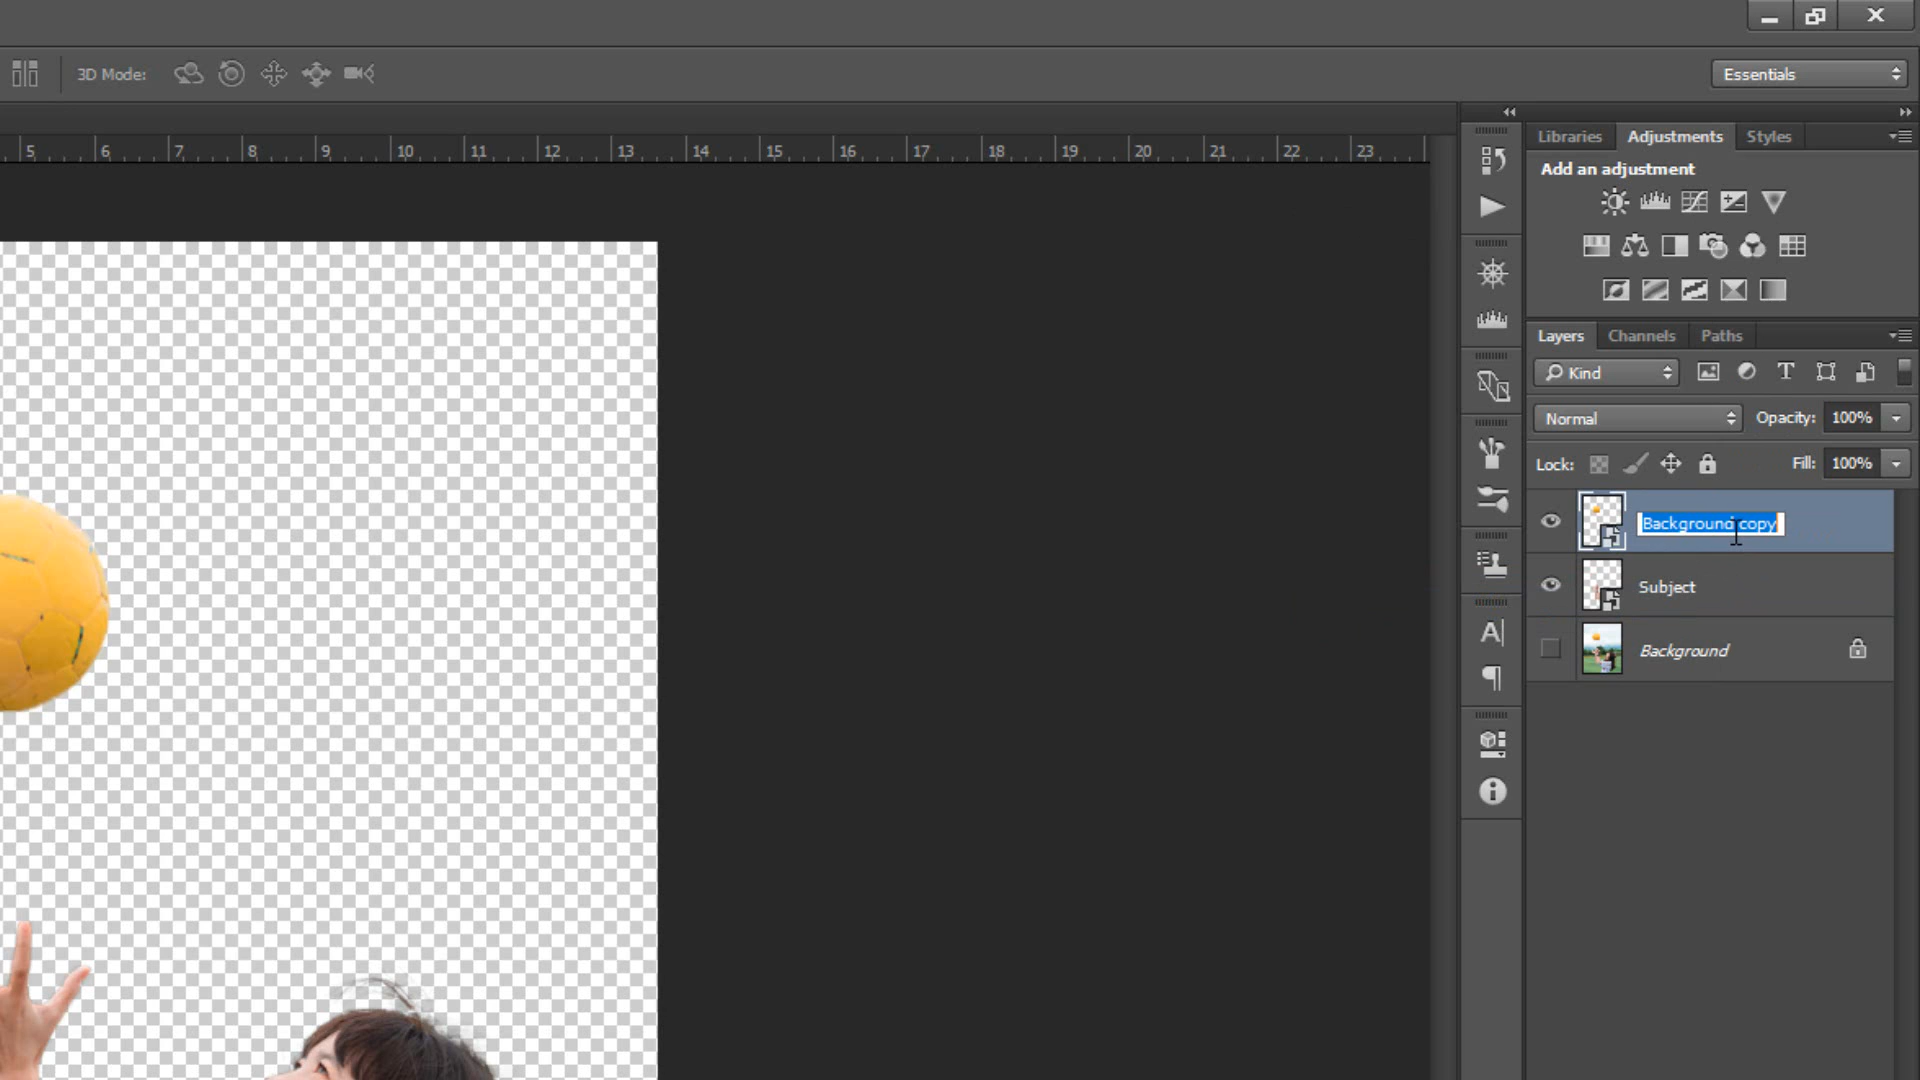 3D Mode:
Essentials
5 6 7 8 9 10 11 12 13 14 15 16 17 18 19 20 21 22 23
Libraries Adjustments Styles
Add an adjustment
Layers Channels Paths
Kind
Normal Opacity: 100%
Lock: Fill: 100%
Background copy
Subject
Background